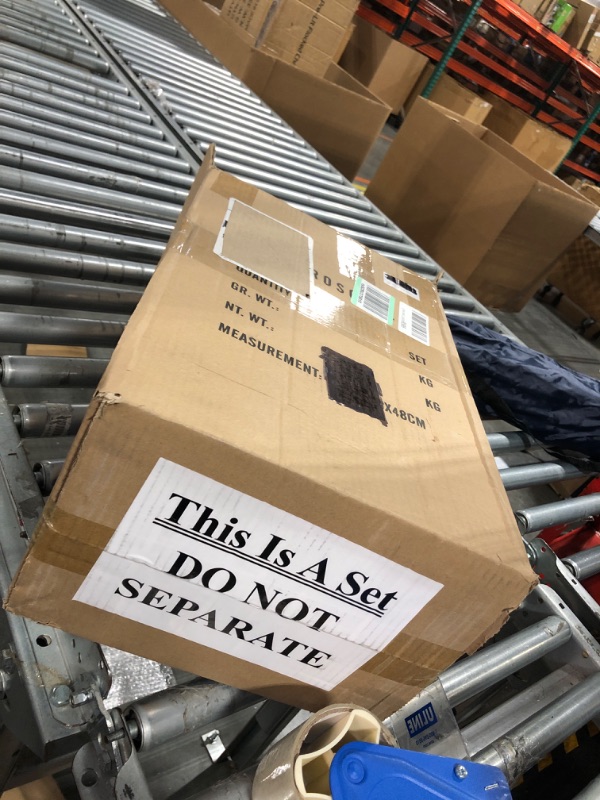 QUANTITY
GR. WT.:
NT. WT.:
MEASUREMENT:
SET
KG
KG
X48CM
This Is A Set
DO NOT
SEPARATE
ULINE